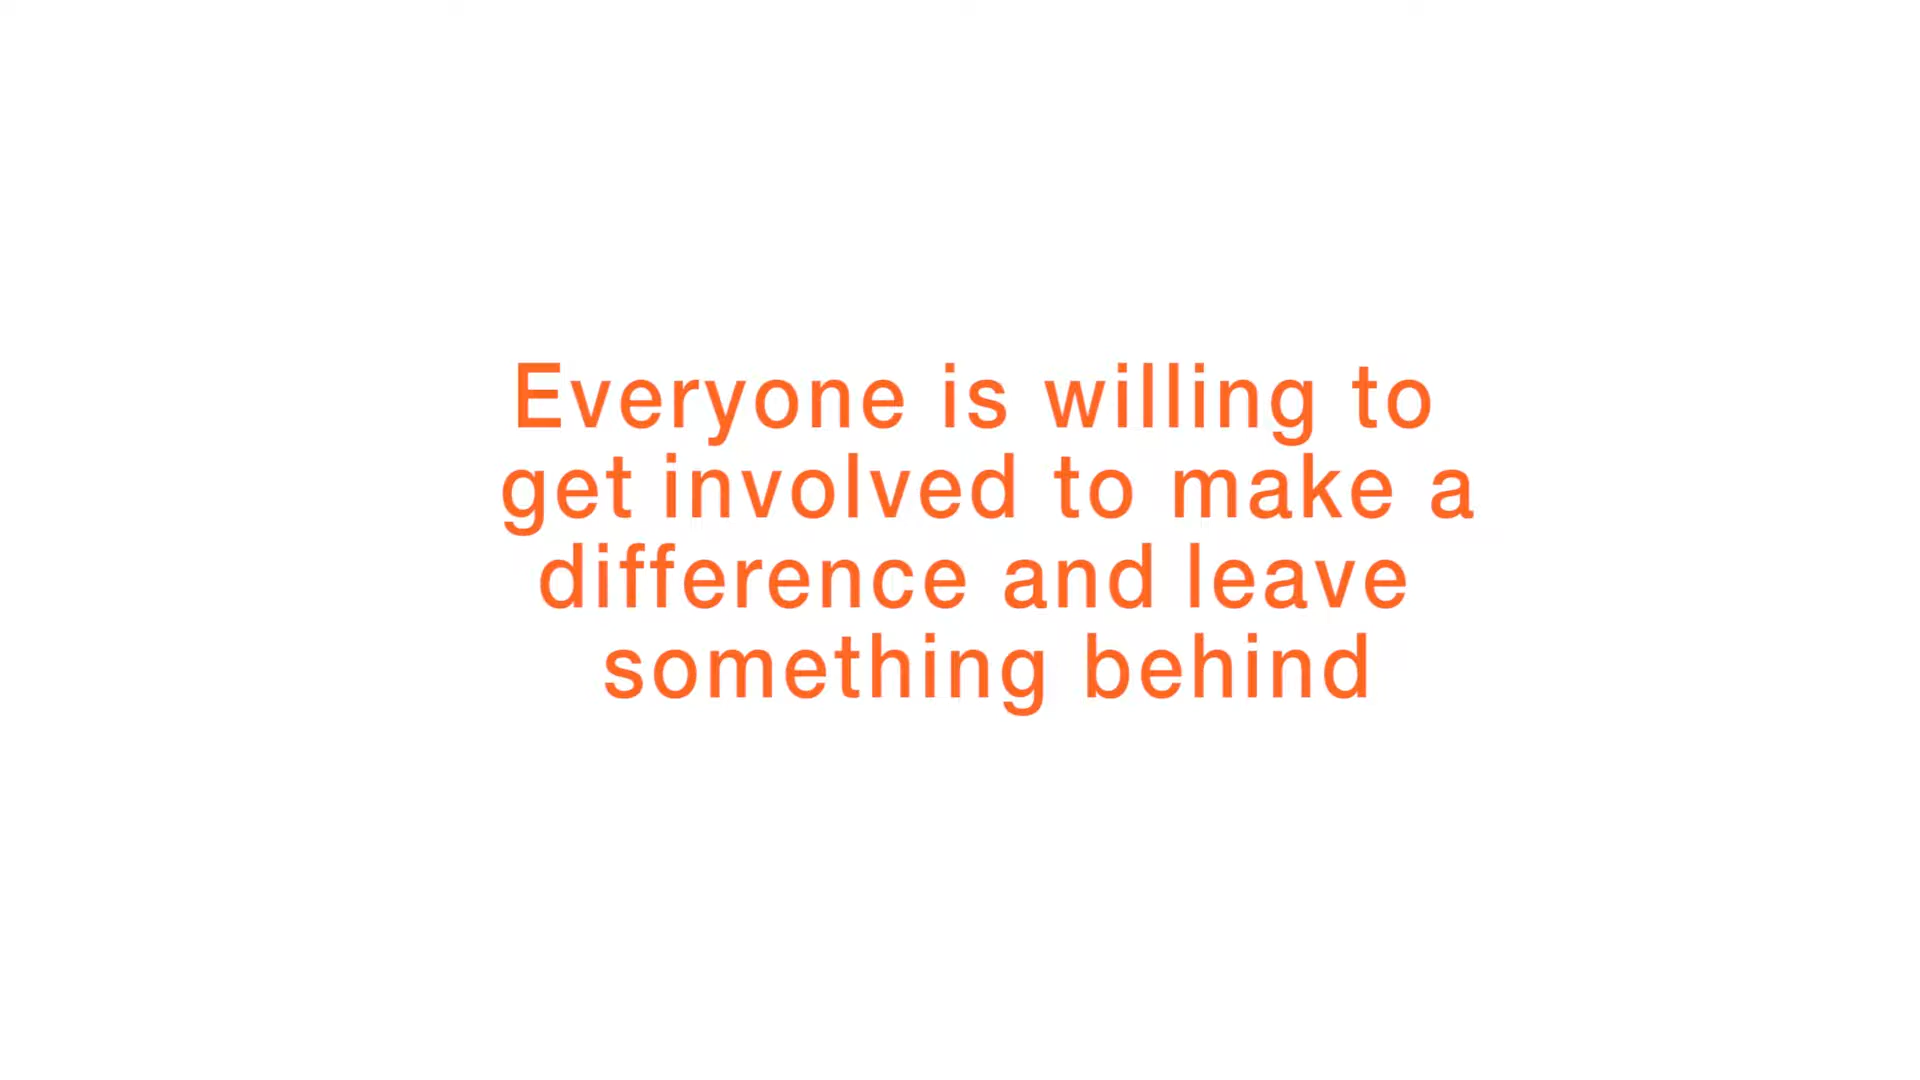 Everyone is willing to
get involved to make a
difference and leave
something behind